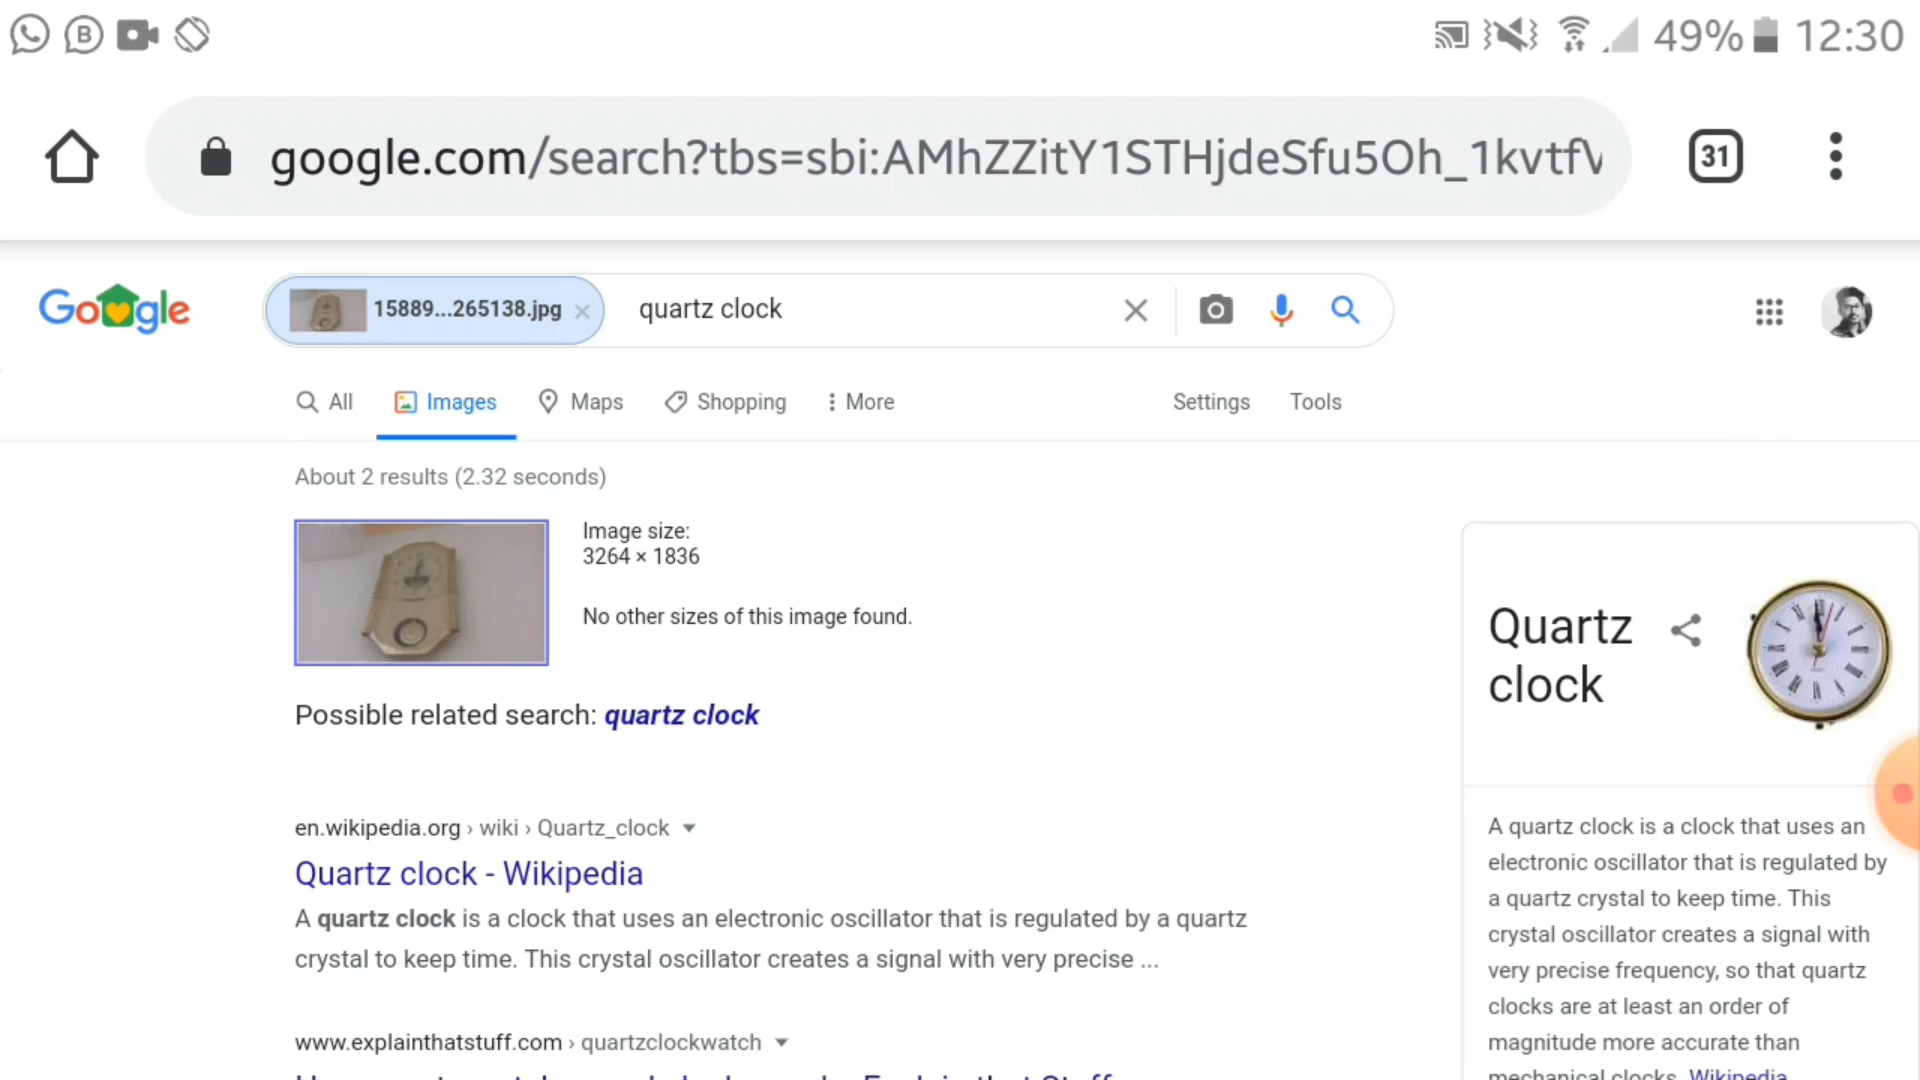 49% 12:30
google.com/search?tbs=sbi:AMhZZitY1STHjdeSfu5Oh_1kvtfV
31
Google
15889...265138.jpg
quartz clock
All
Images
Maps
Shopping
More
Settings
Tools
About 2 results (2.32 seconds)
Image size:
3264 × 1836
No other sizes of this image found.
Possible related search: quartz clock
en.wikipedia.org › wiki › Quartz_clock
Quartz clock - Wikipedia
A quartz clock is a clock that uses an electronic oscillator that is regulated by a quartz
crystal to keep time. This crystal oscillator creates a signal with very precise ...
www.explainthatstuff.com › quartzclockwatch
Quartz
clock
A quartz clock is a clock that uses an
electronic oscillator that is regulated by
a quartz crystal to keep time. This
crystal oscillator creates a signal with
very precise frequency, so that quartz
clocks are at least an order of
magnitude more accurate than
mechanical clocks. Wikipedia